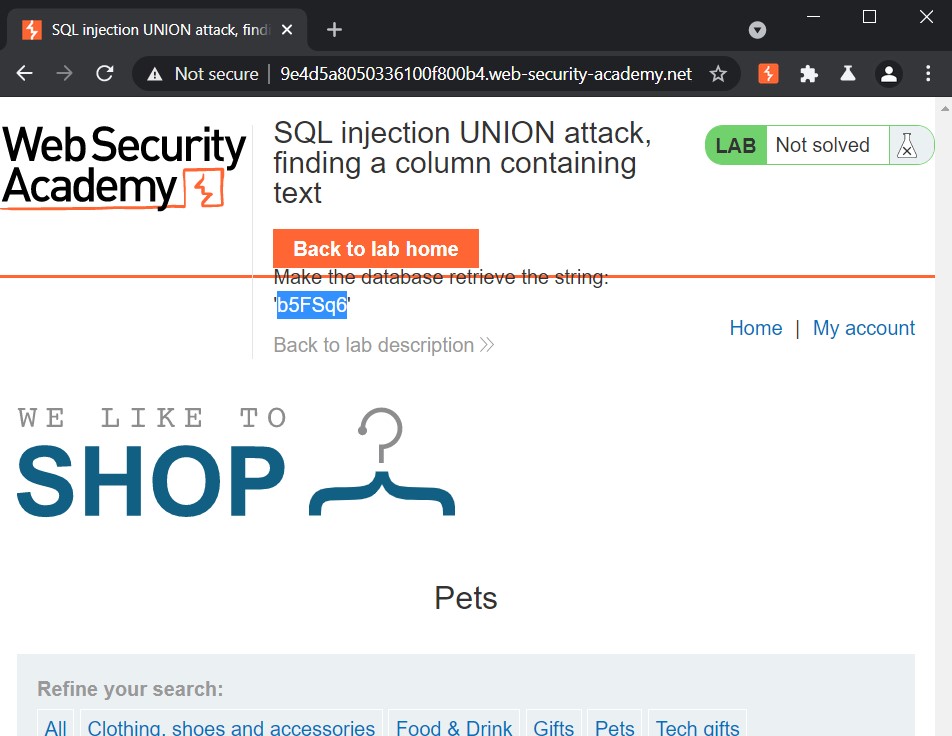 SQL injection UNION attack, find
Not secure | 9e4d5a8050336100f800b4.web-security-academy.net
Web Security
Academy
SQL injection UNION attack,
finding a column containing
text
LAB Not solved
Back to lab home
Make the database retrieve the string:
'b5FSq6'
Back to lab description
Home | My account
WE LIKE TO
SHOP
Pets
Refine your search:
All Clothing, shoes and accessories Food & Drink Gifts Pets Tech gifts